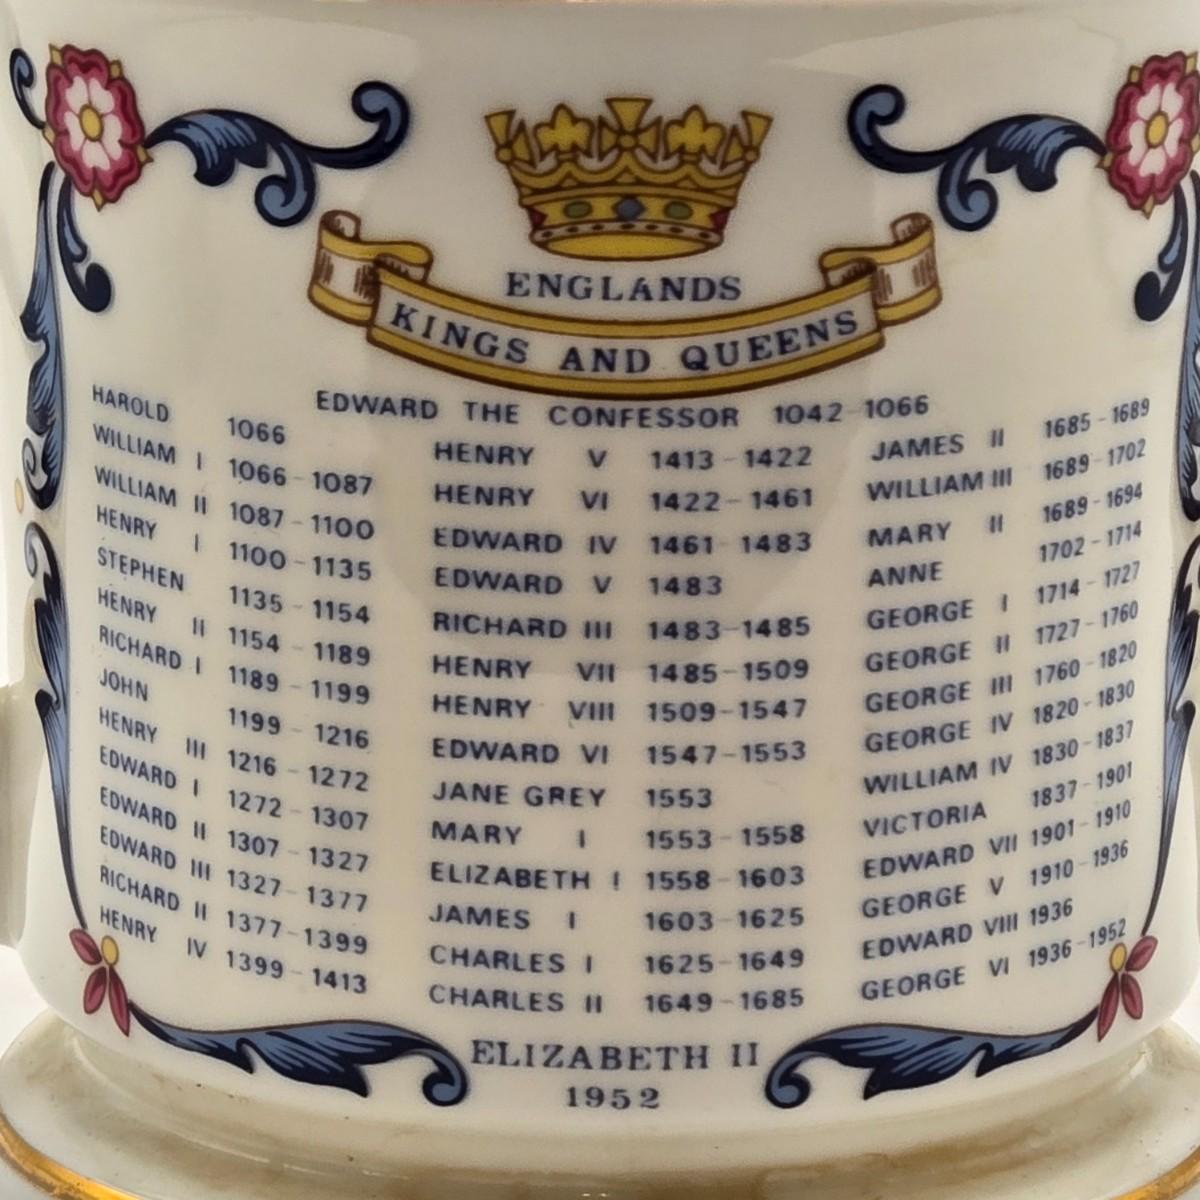 ENGLANDS
KINGS AND QUEENS
EDWARD THE CONFESSOR 1042-1066
HAROLD 1066
WILLIAM I 1066-1087
WILLIAM II 1087-1100
HENRY I 1100-1135
STEPHEN 1135-1154
HENRY II 1154-1189
RICHARD I 1189-1199
JOHN 1199-1216
HENRY III 1216-1272
EDWARD I 1272-1307
EDWARD II 1307-1327
EDWARD III 1327-1377
RICHARD II 1377-1399
HENRY IV 1399-1413
HENRY V 1413-1422
HENRY VI 1422-1461
EDWARD IV 1461-1483
EDWARD V 1483
RICHARD III 1483-1485
HENRY VII 1485-1509
HENRY VIII 1509-1547
EDWARD VI 1547-1553
JANE GREY 1553
MARY I 1553-1558
ELIZABETH I 1558-1603
JAMES I 1603-1625
CHARLES I 1625-1649
CHARLES II 1649-1685
JAMES II 1685-1689
WILLIAM III 1689-1702
MARY II 1689-1694
ANNE 1702-1714
GEORGE I 1714-1727
GEORGE II 1727-1760
GEORGE III 1760-1820
GEORGE IV 1820-1830
WILLIAM IV 1830-1837
VICTORIA 1837-1901
EDWARD VII 1901-1910
GEORGE V 1910-1936
EDWARD VIII 1936
GEORGE VI 1936-1952
ELIZABETH II
1952